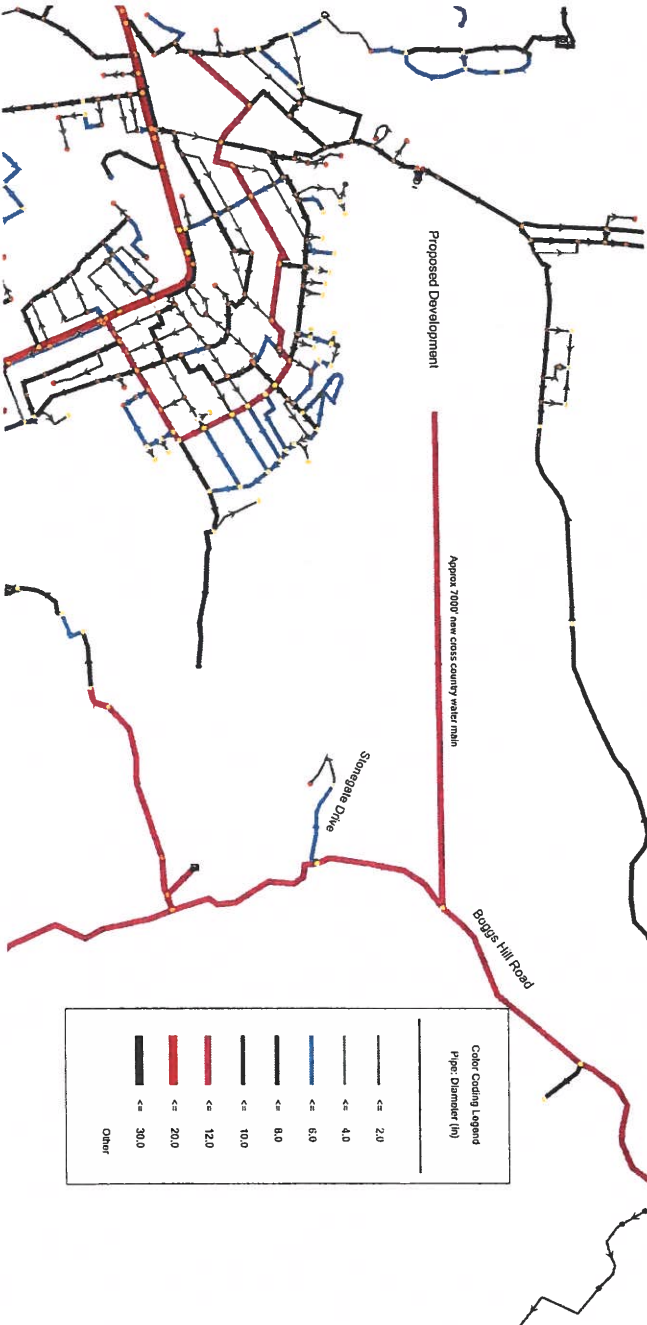 Proposed Development
Approx 7000' new cross country water main
Stonegate Drive
Boggs Hill Road
Color Coding Legend
Pipe: Diameter (in)
<= 2.0
<= 4.0
<= 6.0
<= 8.0
<= 10.0
<= 12.0
<= 20.0
<= 30.0
Other